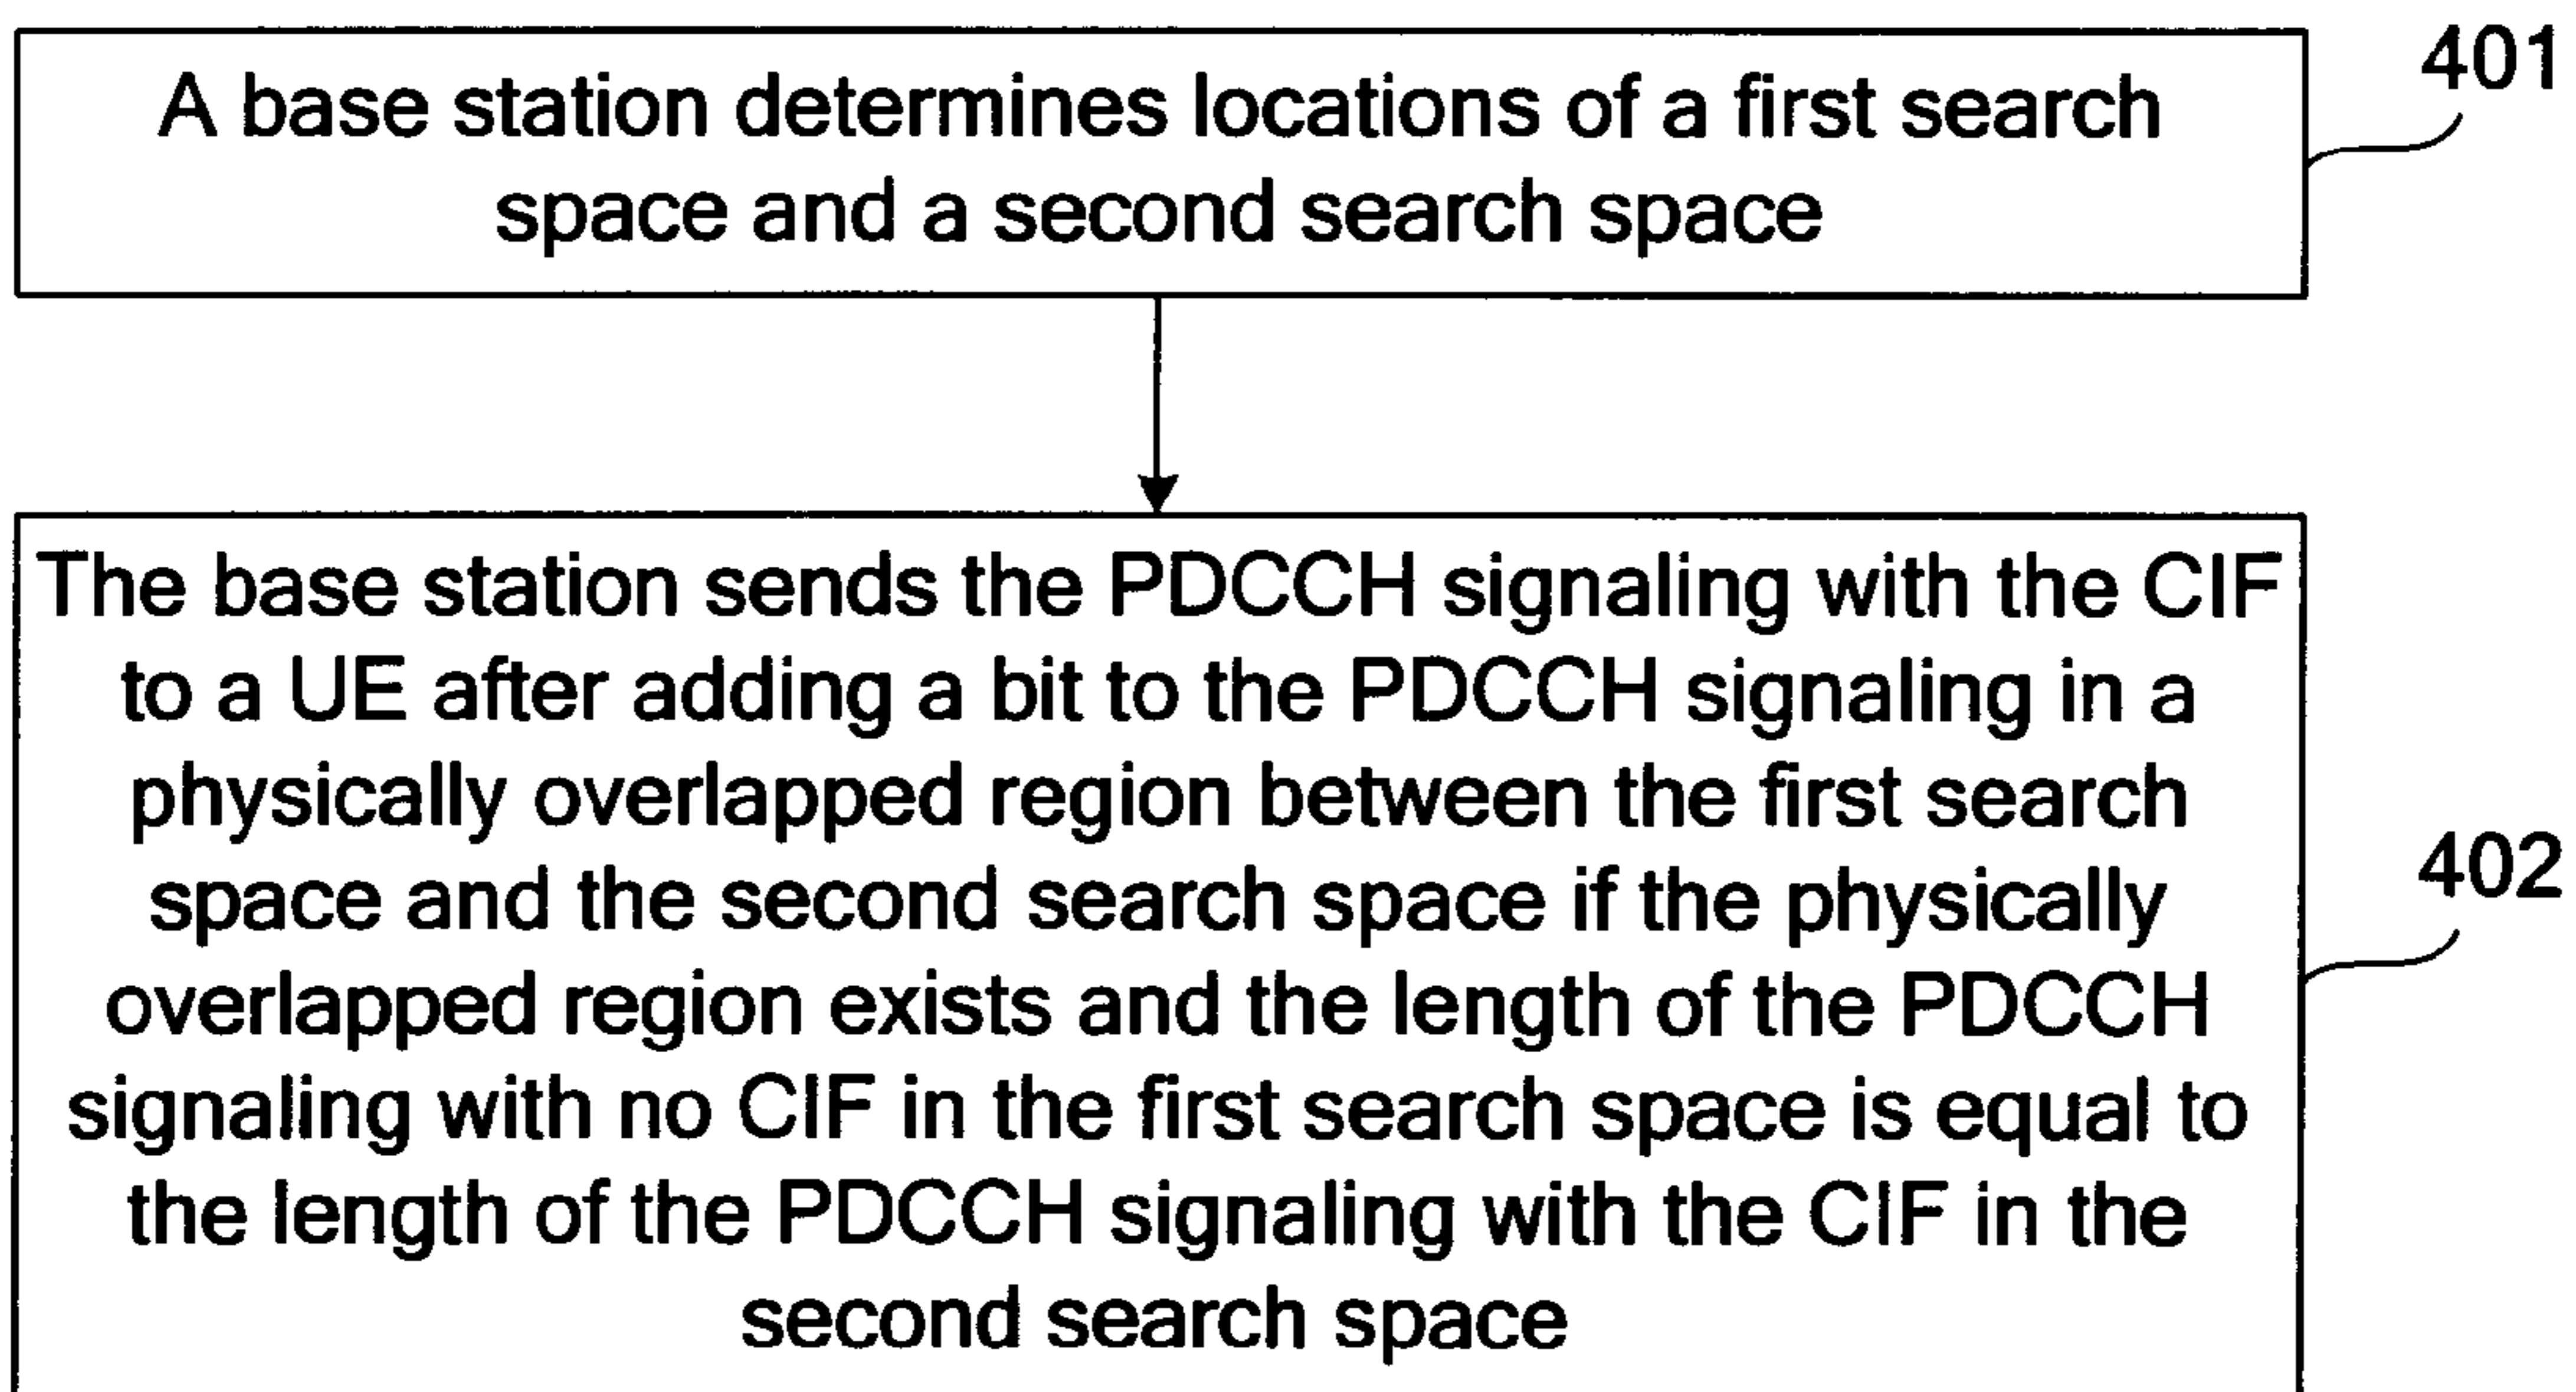 A base station determines locations of a first search
space and a second search space
401
The base station sends the PDCCH signaling with the CIF
to a UE after adding a bit to the PDCCH signaling in a
physically overlapped region between the first search
space and the second search space if the physically
overlapped region exists and the length of the PDCCH
signaling with no CIF in the first search space is equal to
the length of the PDCCH signaling with the CIF in the
second search space
402